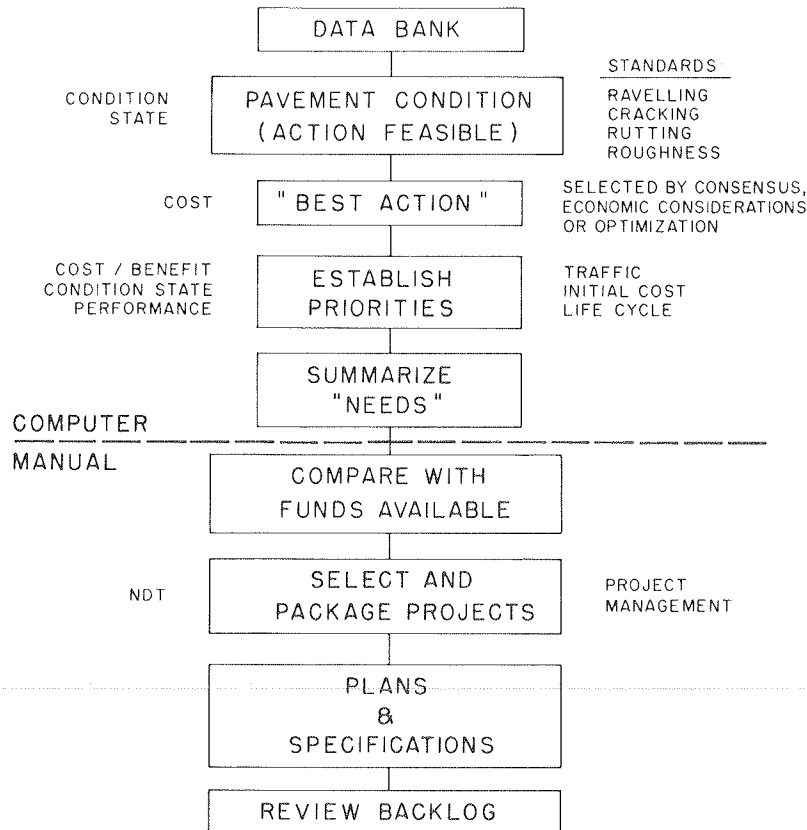 DATA BANK
CONDITION
STATE
PAVEMENT CONDITION
(ACTION FEASIBLE)
STANDARDS
RAVELLING
CRACKING
RUTTING
ROUGHNESS
COST
"BEST ACTION"
SELECTED BY CONSENSUS,
ECONOMIC CONSIDERATIONS
OR OPTIMIZATION
COST / BENEFIT
CONDITION STATE
PERFORMANCE
ESTABLISH
PRIORITIES
TRAFFIC
INITIAL COST
LIFE CYCLE
SUMMARIZE
"NEEDS"
COMPUTER
MANUAL
COMPARE WITH
FUNDS AVAILABLE
NDT
SELECT AND
PACKAGE PROJECTS
PROJECT
MANAGEMENT
PLANS
&
SPECIFICATIONS
REVIEW BACKLOG